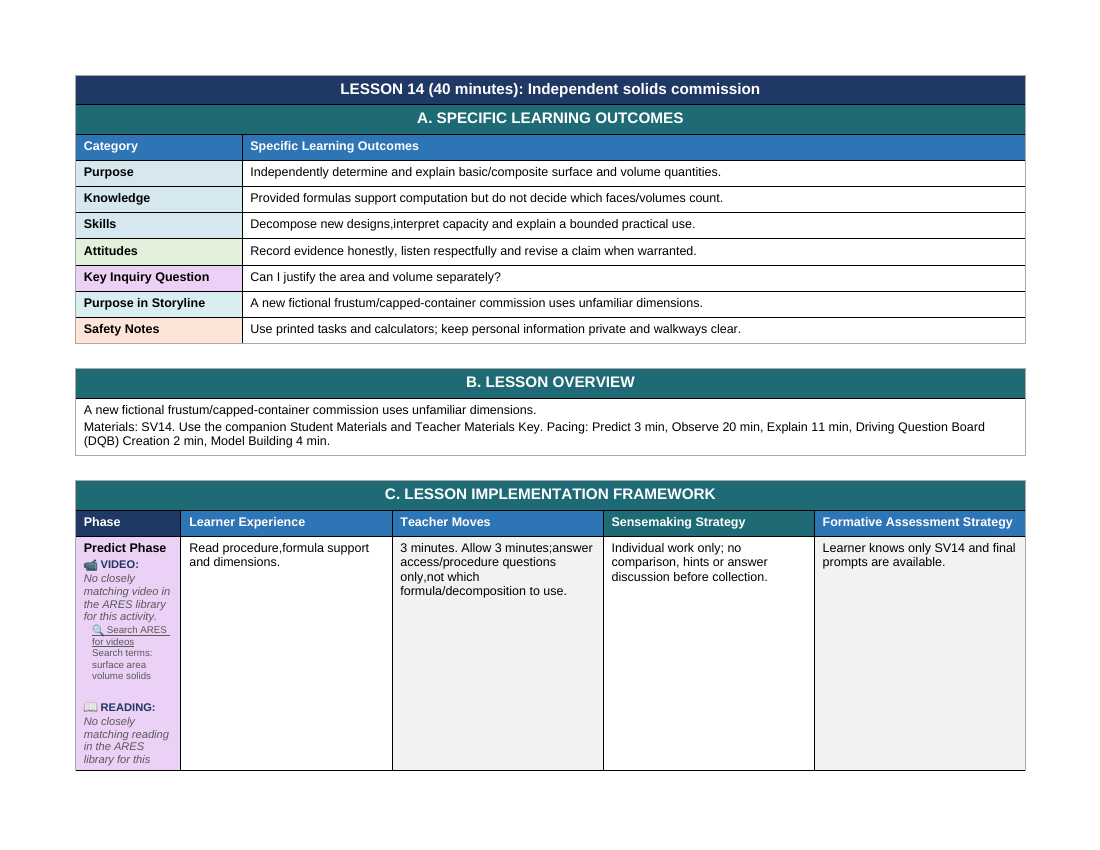 LESSON 14 (40 minutes): Independent solids commission
A. SPECIFIC LEARNING OUTCOMES
Category Specific Learning Outcomes
Purpose Independently determine and explain basic/composite surface and volume quantities.
Knowledge Provided formulas support computation but do not decide which faces/volumes count.
Skills Decompose new designs,interpret capacity and explain a bounded practical use.
Attitudes Record evidence honestly, listen respectfully and revise a claim when warranted.
Key Inquiry Question Can I justify the area and volume separately?
Purpose in Storyline A new fictional frustum/capped-container commission uses unfamiliar dimensions.
Safety Notes Use printed tasks and calculators; keep personal information private and walkways clear.
B. LESSON OVERVIEW
A new fictional frustum/capped-container commission uses unfamiliar dimensions.
Materials: SV14. Use the companion Student Materials and Teacher Materials Key. Pacing: Predict 3 min, Observe 20 min, Explain 11 min, Driving Question Board
(DQB) Creation 2 min, Model Building 4 min.
C. LESSON IMPLEMENTATION FRAMEWORK
Phase Learner Experience Teacher Moves Sensemaking Strategy Formative Assessment Strategy
Predict Phase
📹 VIDEO:
No closely
matching video in
the ARES library
for this activity.
🔍 Search ARES
for videos
Search terms:
surface area
volume solids
📖 READING:
No closely
matching reading
in the ARES
library for this
Read procedure,formula support
and dimensions.
3 minutes. Allow 3 minutes;answer
access/procedure questions
only,not which
formula/decomposition to use.
Individual work only; no
comparison, hints or answer
discussion before collection.
Learner knows only SV14 and final
prompts are available.